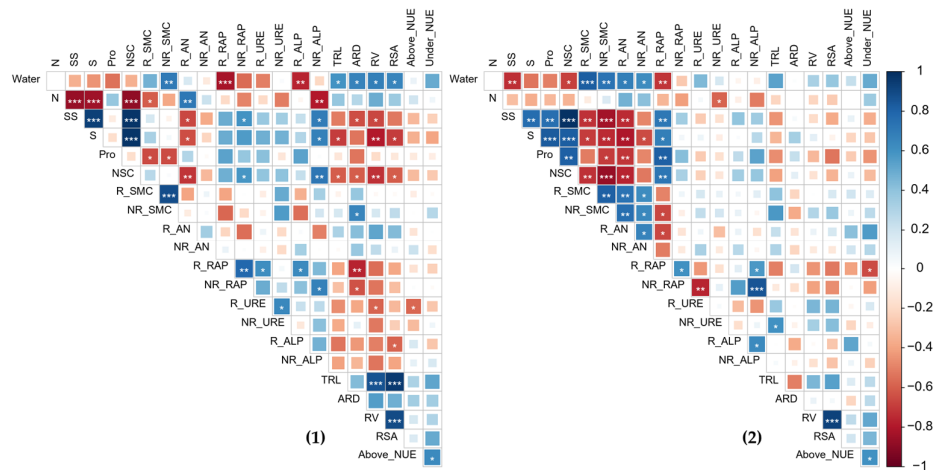 N SS S Pro NSC R_SMC NR_SMC R_AN NR_AN R_RAP NR_RAP R_URE NR_URE R_ALP NR_ALP TRL ARD RV RSA Above_NUE Under_NUE
Water
N
SS
S
Pro
NSC
R_SMC
NR_SMC
R_AN
NR_AN
R_RAP
NR_RAP
R_URE
NR_URE
R_ALP
NR_ALP
TRL
ARD
RV
RSA
Above_NUE
(1)
N SS S Pro NSC R_SMC NR_SMC R_AN NR_AN R_RAP NR_RAP R_URE NR_URE R_ALP NR_ALP TRL ARD RV RSA Above_NUE Under_NUE
Water
N
SS
S
Pro
NSC
R_SMC
NR_SMC
R_AN
NR_AN
R_RAP
NR_RAP
R_URE
NR_URE
R_ALP
NR_ALP
TRL
ARD
RV
RSA
Above_NUE
(2)
1
0.8
0.6
0.4
0.2
0
−0.2
−0.4
−0.6
−0.8
−1